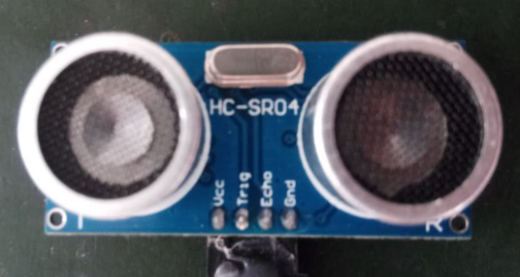 HC-SR04
Vcc
Trig
Echo
Gnd
T
R